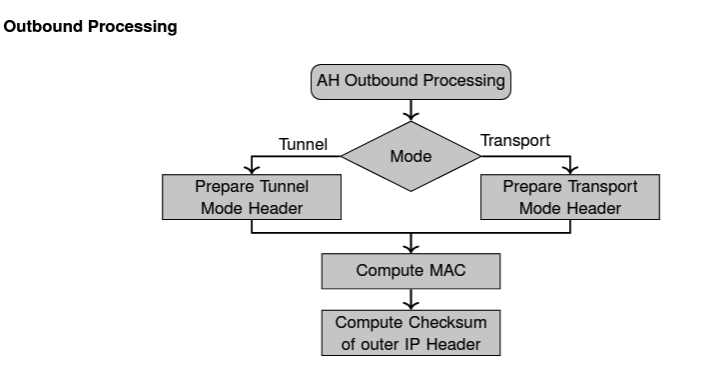 Outbound Processing
AH Outbound Processing
Tunnel
Transport
Mode
Prepare Tunnel
Mode Header
Prepare Transport
Mode Header
Compute MAC
Compute Checksum
of outer IP Header